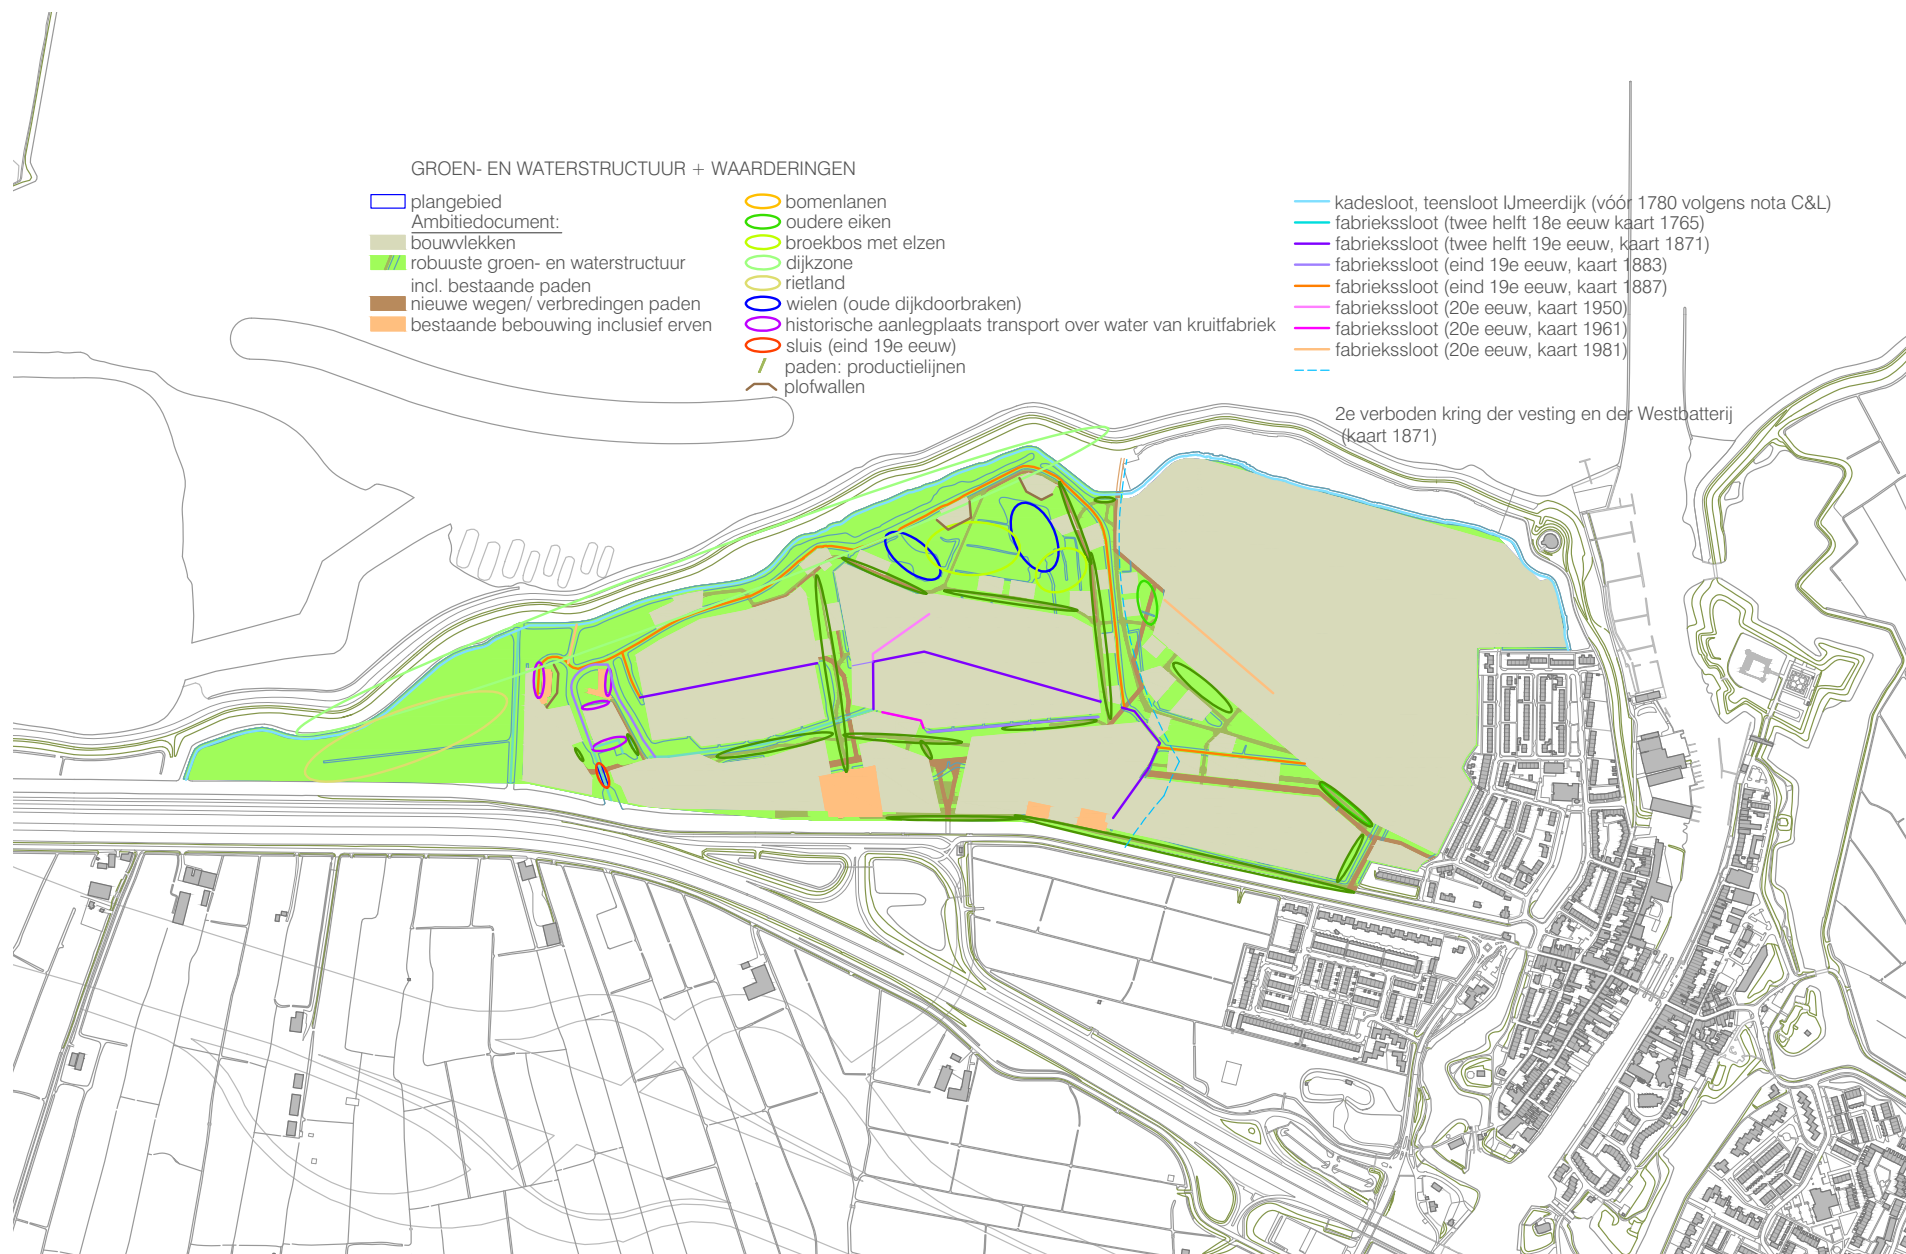 GROEN- EN WATERSTRUCTUUR + WAARDERINGEN
plangebied
Ambitiedocument:
bouwvlekken
robuuste groen- en waterstructuur
incl. bestaande paden
nieuwe wegen/ verbredingen paden
bestaande bebouwing inclusief erven
bomenlanen
oudere eiken
broekbos met elzen
dijkzone
rietland
wielen (oude dijkdoorbraken)
historische aanlegplaats transport over water van kruitfabriek
sluis (eind 19e eeuw)
paden: productielijnen
plofwallen
kadesloot, teensloot IJmeerdijk (vóór 1780 volgens nota C&L)
fabriekssloot (twee helft 18e eeuw kaart 1765)
fabriekssloot (twee helft 19e eeuw, kaart 1871)
fabriekssloot (eind 19e eeuw, kaart 1883)
fabriekssloot (eind 19e eeuw, kaart 1887)
fabriekssloot (20e eeuw, kaart 1950)
fabriekssloot (20e eeuw, kaart 1961)
fabriekssloot (20e eeuw, kaart 1981)
2e verboden kring der vesting en der Westbatterij
(kaart 1871)